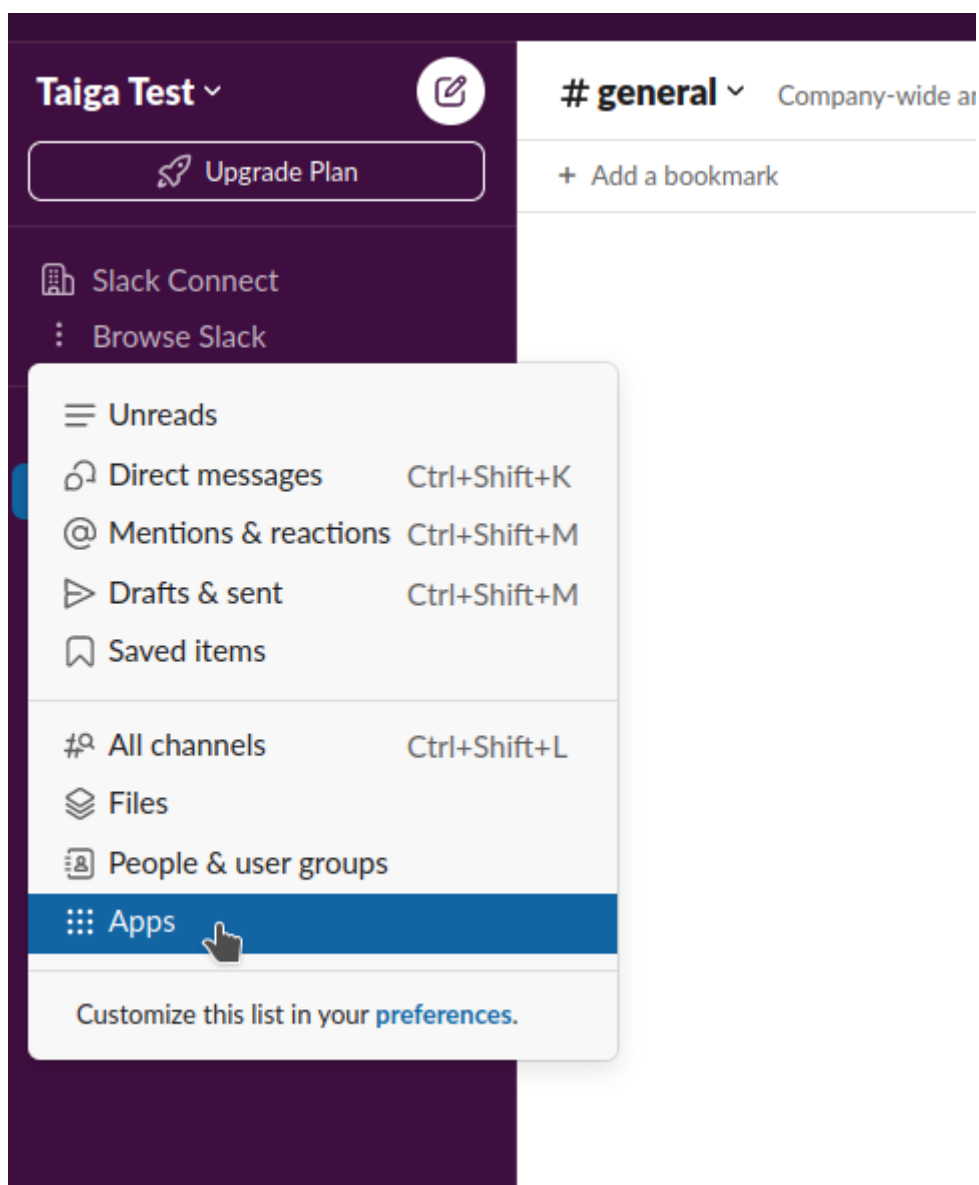 Taiga Test
# general Company-wide
Upgrade Plan
+ Add a bookmark
Slack Connect
Browse Slack
Unreads
Direct messages Ctrl+Shift+K
Mentions & reactions Ctrl+Shift+M
Drafts & sent Ctrl+Shift+M
Saved items
All channels Ctrl+Shift+L
Files
People & user groups
Apps
Customize this list in your preferences.